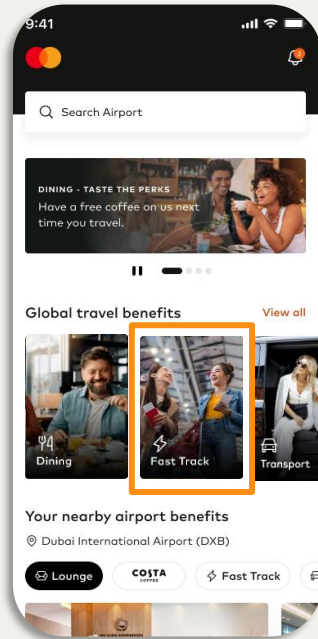 9:41
2
Search Airport
DINING - TASTE THE PERKS
Have a free coffee on us next
time you travel.
Global travel benefits
View all
Dining
Fast Track
Transport
Your nearby airport benefits
Dubai International Airport (DXB)
Lounge
COSTA
COFFEE
Fast Track